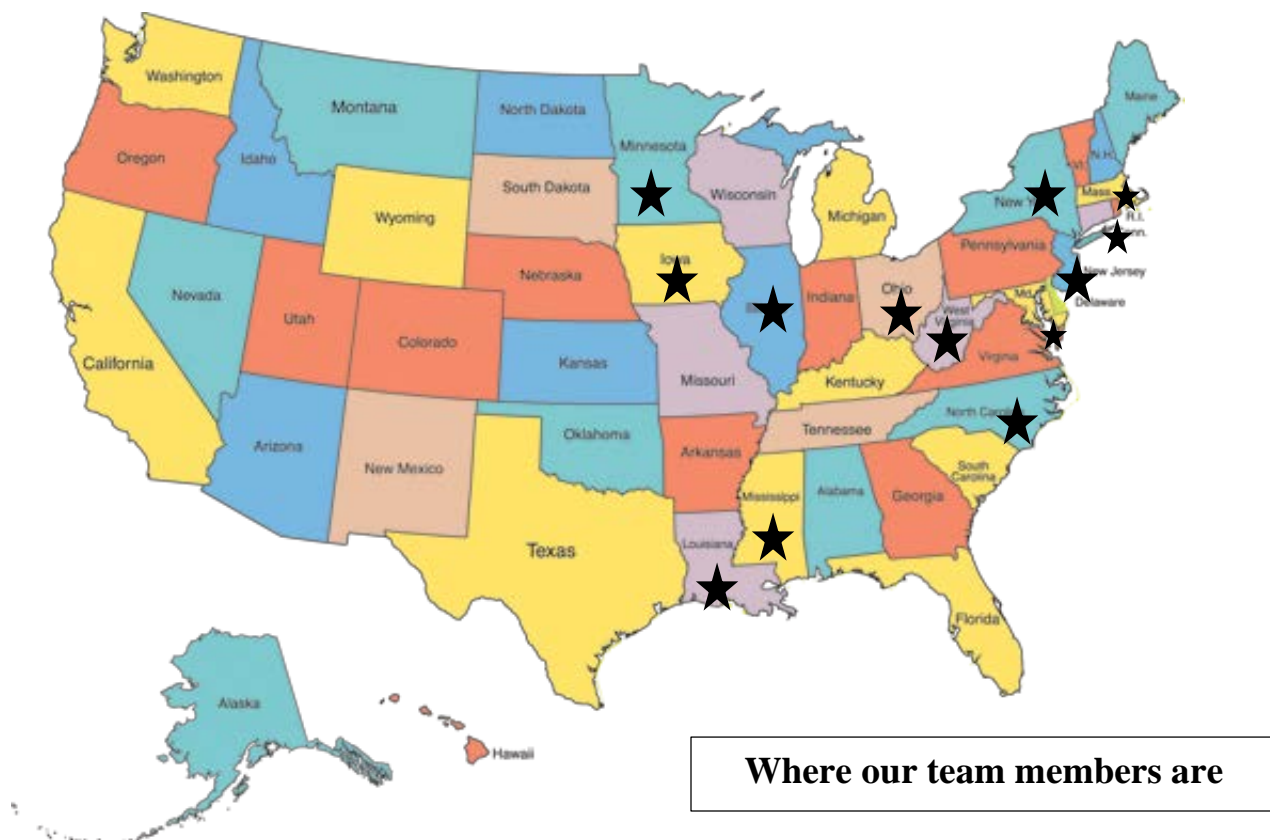 Washington
Montana
North Dakota
Minnesota
Maine
Oregon
Idaho
South Dakota
Wisconsin
Vt.
N.H.
Mass.
New
Wyoming
Michigan
R.I.
Iowa
Pennsylvania
New Jersey
Nebraska
Nevada
Utah
Indiana
Ohio
Md.
Delaware
Colorado
West
Virginia
California
Kansas
Missouri
Kentucky
Virginia
Arizona
New Mexico
Oklahoma
Arkansas
Tennessee
North
South
Carolina
Mississippi
Alabama
Georgia
Texas
Louisiana
Florida
Alaska
Hawaii
Where our team members are